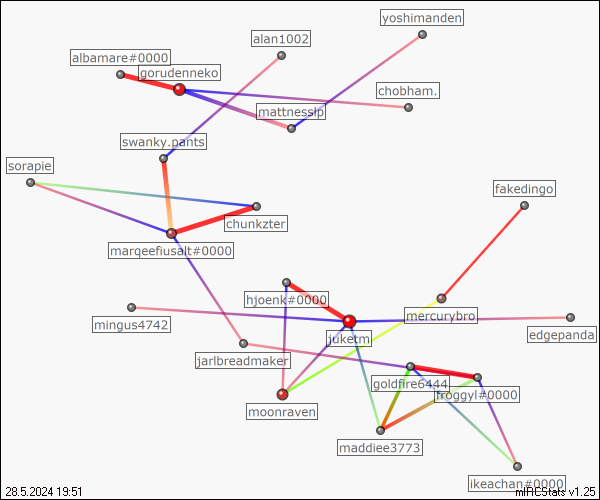 yoshimanden
alan1002
albamare#0000
gorudenneko
chobham.
mattnesslp
swanky.pants
sorapie
fakedingo
chunkzter
marqeefiusalt#0000
hjoenk#0000
mercurybro
mingus4742
edgepanda
juketm
jarlbreadmaker
goldfire6444
froggyl#0000
moonraven
maddiee3773
ikeachan.#0000
28.5.2024 19:51
mIRCStats v1.25